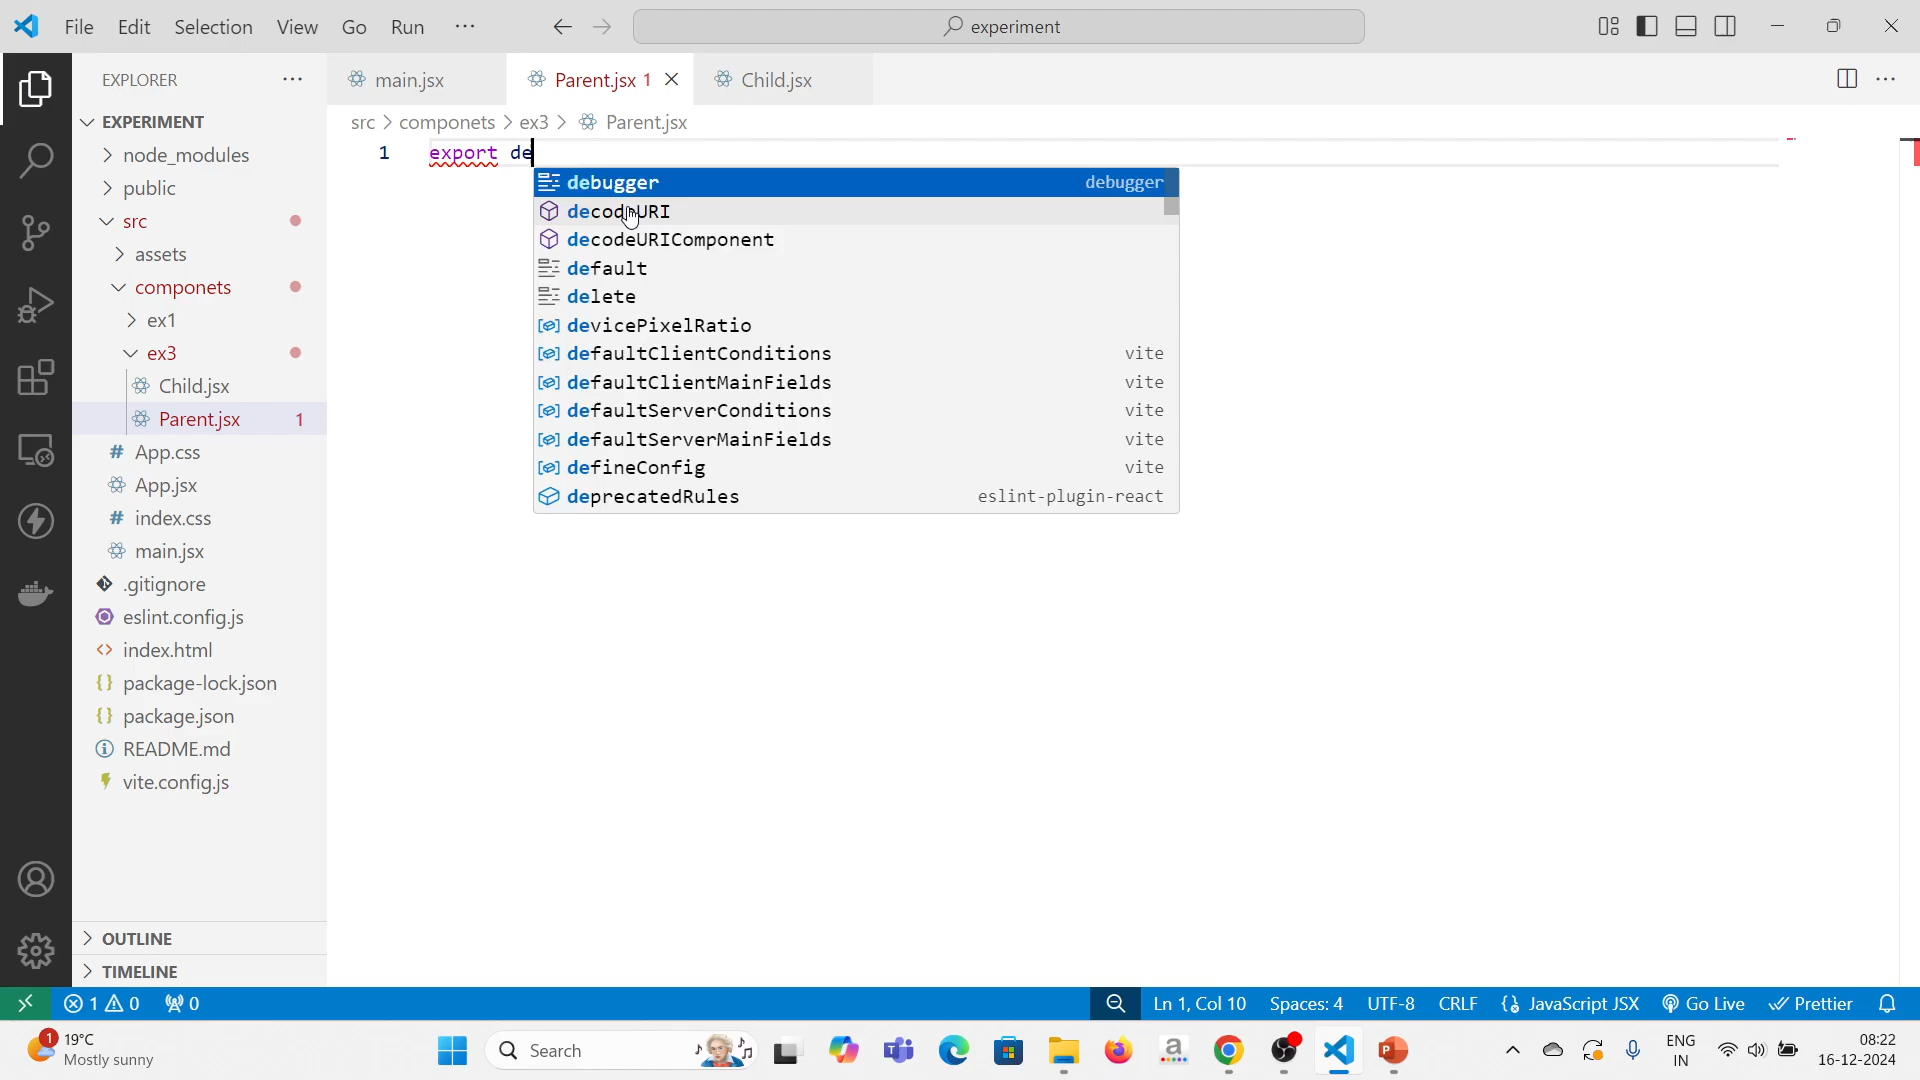 File Edit Selection View Go Run ···
experiment
EXPLORER ···
main.jsx
Parent.jsx 1
Child.jsx
EXPERIMENT
src > componets > ex3 > Parent.jsx
1 export de
node_modules
public
src
assets
componets
ex1
ex3
Child.jsx
Parent.jsx 1
App.css
App.jsx
index.css
main.jsx
.gitignore
eslint.config.js
index.html
package-lock.json
package.json
README.md
vite.config.js
OUTLINE
TIMELINE
debugger debugger
decodeURI
decodeURIComponent
default
delete
devicePixelRatio
defaultClientConditions vite
defaultClientMainFields vite
defaultServerConditions vite
defaultServerMainFields vite
defineConfig vite
deprecatedRules eslint-plugin-react
1 0 0 Ln 1, Col 10 Spaces: 4 UTF-8 CRLF JavaScript JSX Go Live Prettier
1 19°C
Mostly sunny
Search
ENG
IN
08:22
16-12-2024